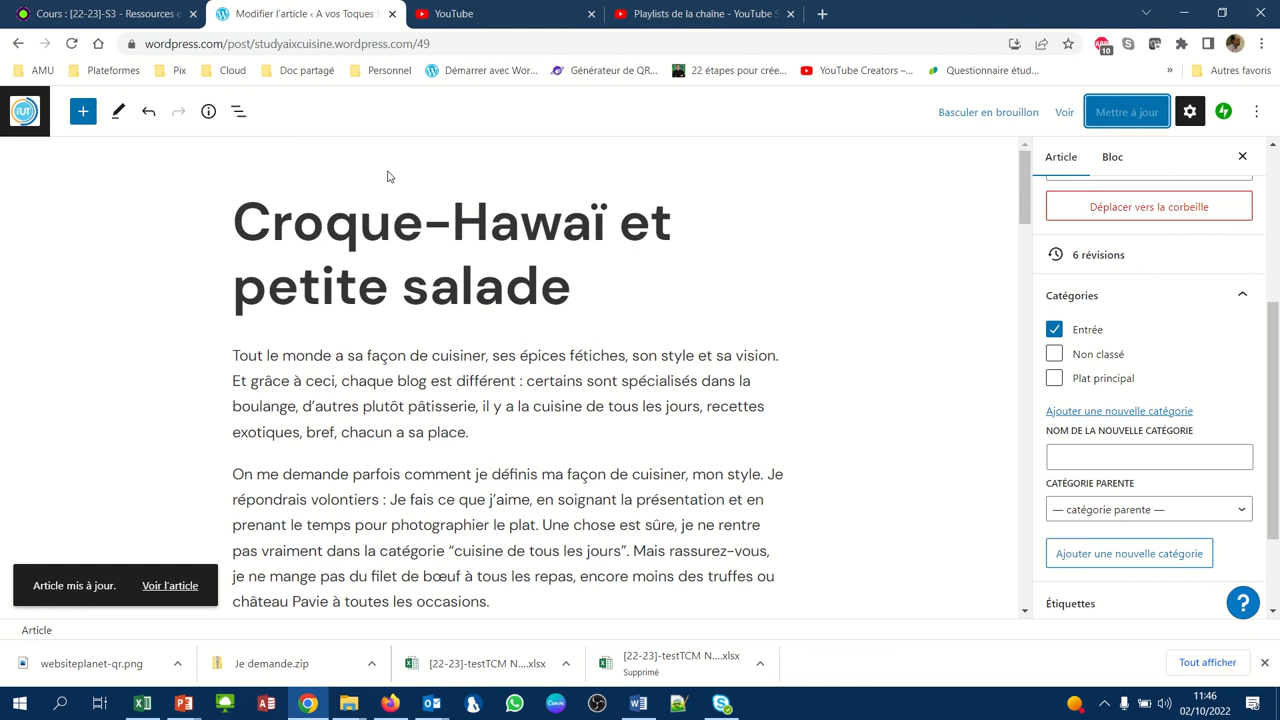 Cours : [22-23]-S3 - Ressources e
Modifier l'article ‹ A vos Toques
YouTube
Playlists de la chaîne - YouTube S
wordpress.com/post/studyaixcuisine.wordpress.com/49
10
AMU
Plateformes
Pix
Cloud
Doc partagé
Personnel
Démarrer avec Wor...
Générateur de QR...
22 étapes pour crée...
YouTube Creators –...
Questionnaire étud...
»
Autres favoris
iUT
Basculer en brouillon
Voir
Mettre à jour
Article
Bloc
Déplacer vers la corbeille
6 révisions
Catégories
Entrée
Non classé
Plat principal
Ajouter une nouvelle catégorie
NOM DE LA NOUVELLE CATÉGORIE
CATÉGORIE PARENTE
— catégorie parente —
Ajouter une nouvelle catégorie
Étiquettes
Croque-Hawaï et
petite salade
Tout le monde a sa façon de cuisiner, ses épices fétiches, son style et sa vision.
Et grâce à ceci, chaque blog est différent : certains sont spécialisés dans la
boulange, d'autres plutôt pâtisserie, il y a la cuisine de tous les jours, recettes
exotiques, bref, chacun a sa place.
On me demande parfois comment je définis ma façon de cuisiner, mon style. Je
répondrais volontiers : Je fais ce que j'aime, en soignant la présentation et en
prenant le temps pour photographier le plat. Une chose est sûre, je ne rentre
pas vraiment dans la catégorie "cuisine de tous les jours". Mais rassurez-vous,
je ne mange pas du filet de bœuf à tous les repas, encore moins des truffes ou
château Pavie à toutes les occasions.
Article mis à jour.
Voir l'article
Article
websiteplanet-qr.png
Je demande.zip
[22-23]-testTCM N....xlsx
[22-23]-testTCM N....xlsx
Supprimé
Tout afficher
11:46
02/10/2022